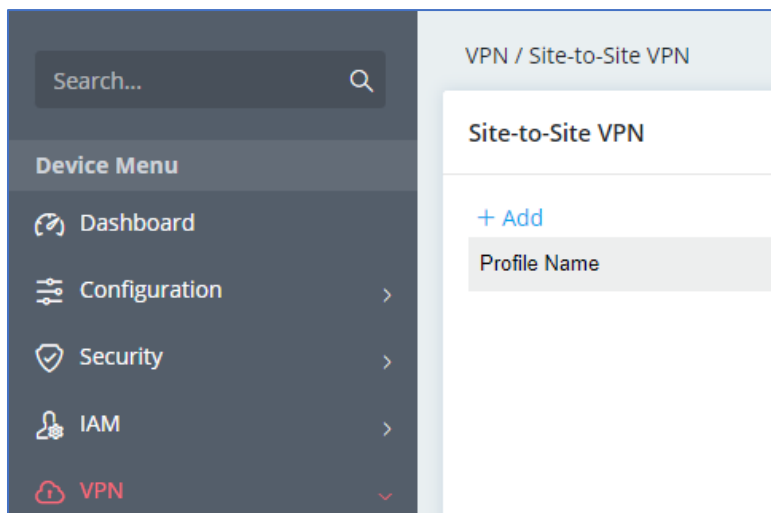 Search...
Device Menu
Dashboard
Configuration
Security
IAM
VPN
VPN / Site-to-Site VPN
Site-to-Site VPN
+ Add
Profile Name